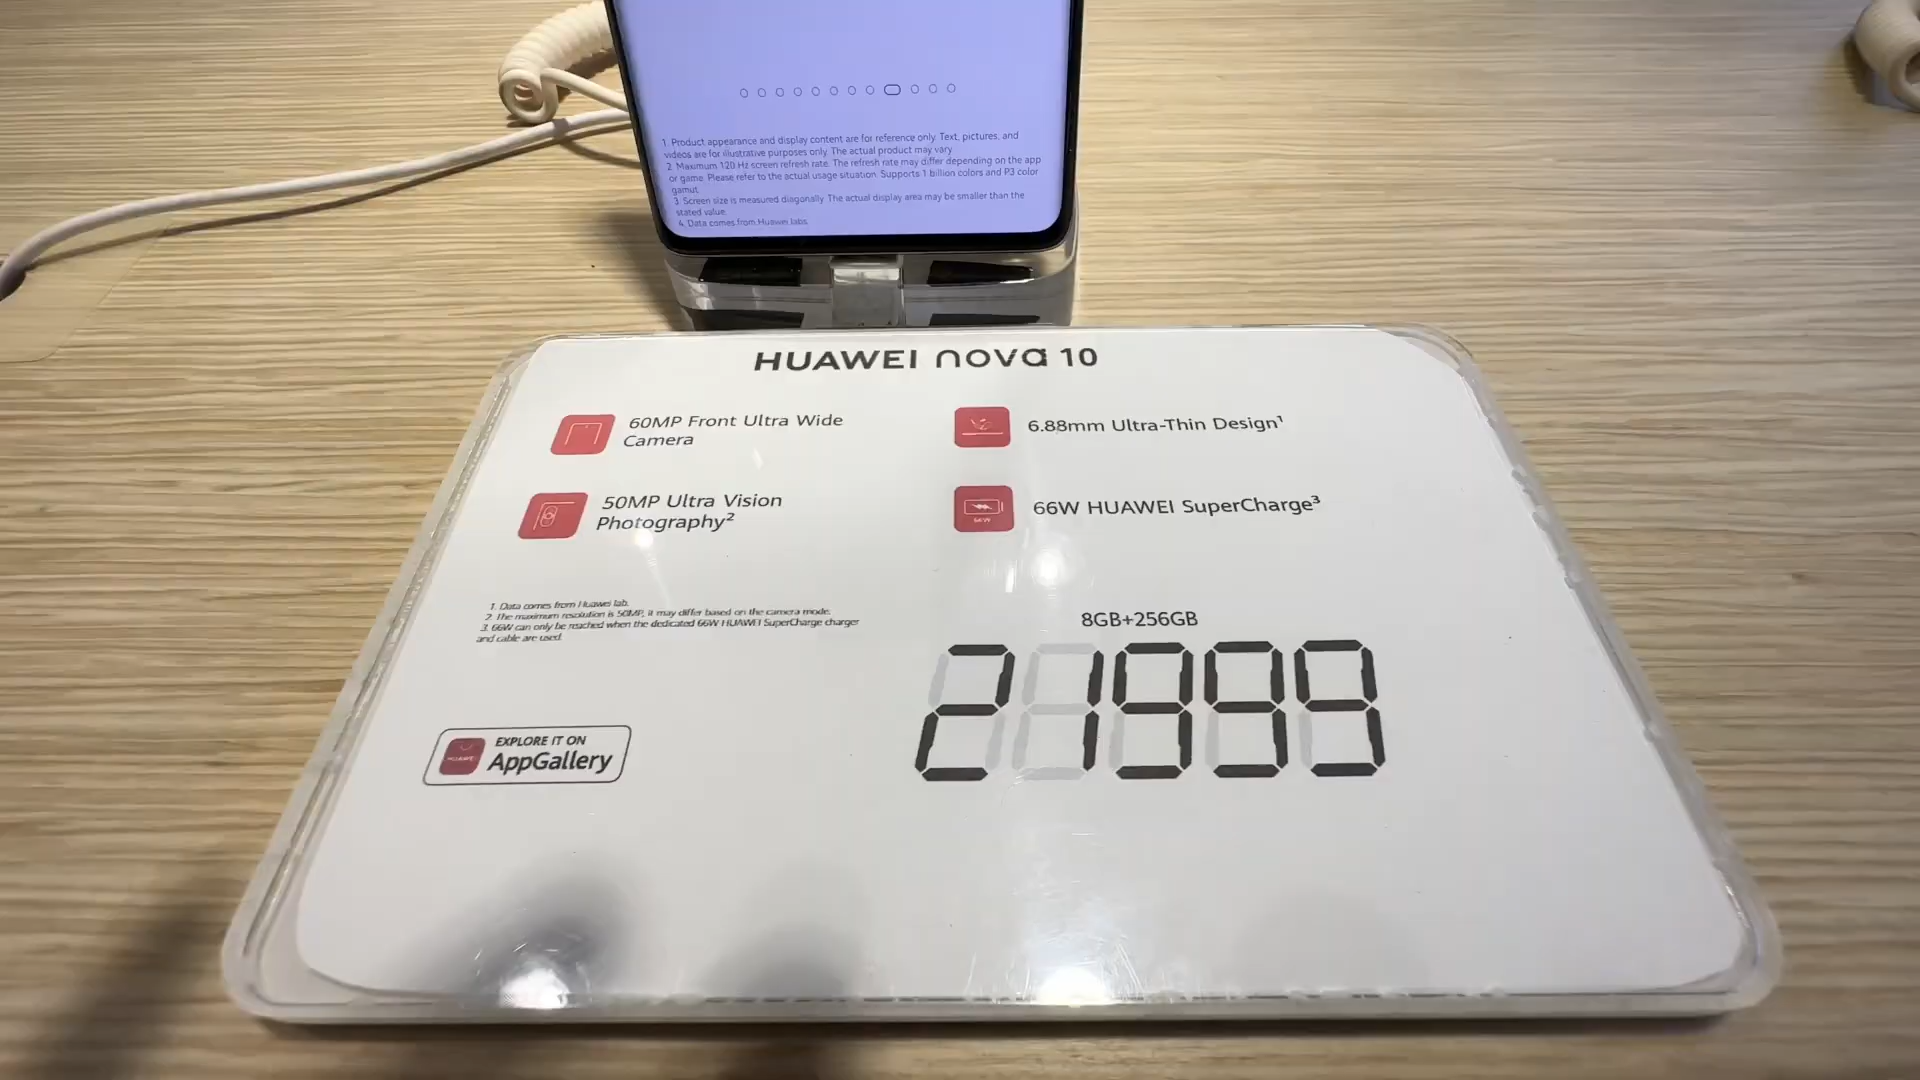 1. Product appearance and display content are for reference only. Text, pictures, and
videos are for illustrative purposes only. The actual product may vary.
2. Maximum 120 Hz screen refresh rate. The refresh rate may differ depending on the app
or game. Please refer to the actual usage situation. Supports 1 billion colors and P3 color
gamut.
3. Screen size is measured diagonally. The actual display area may be smaller than the
stated value.
4. Data comes from Huawei labs.
HUAWEI nova 10
60MP Front Ultra Wide
Camera
6.88mm Ultra-Thin Design¹
50MP Ultra Vision
Photography²
66W
66W HUAWEI SuperCharge³
1. Data comes from Huawei lab.
2. The maximum resolution is 50MP, it may differ based on the camera mode.
3. 66W can only be reached when the dedicated 66W HUAWEI SuperCharge charger
and cable are used.
8GB+256GB
21999
HUAWEI
EXPLORE IT ON
AppGallery